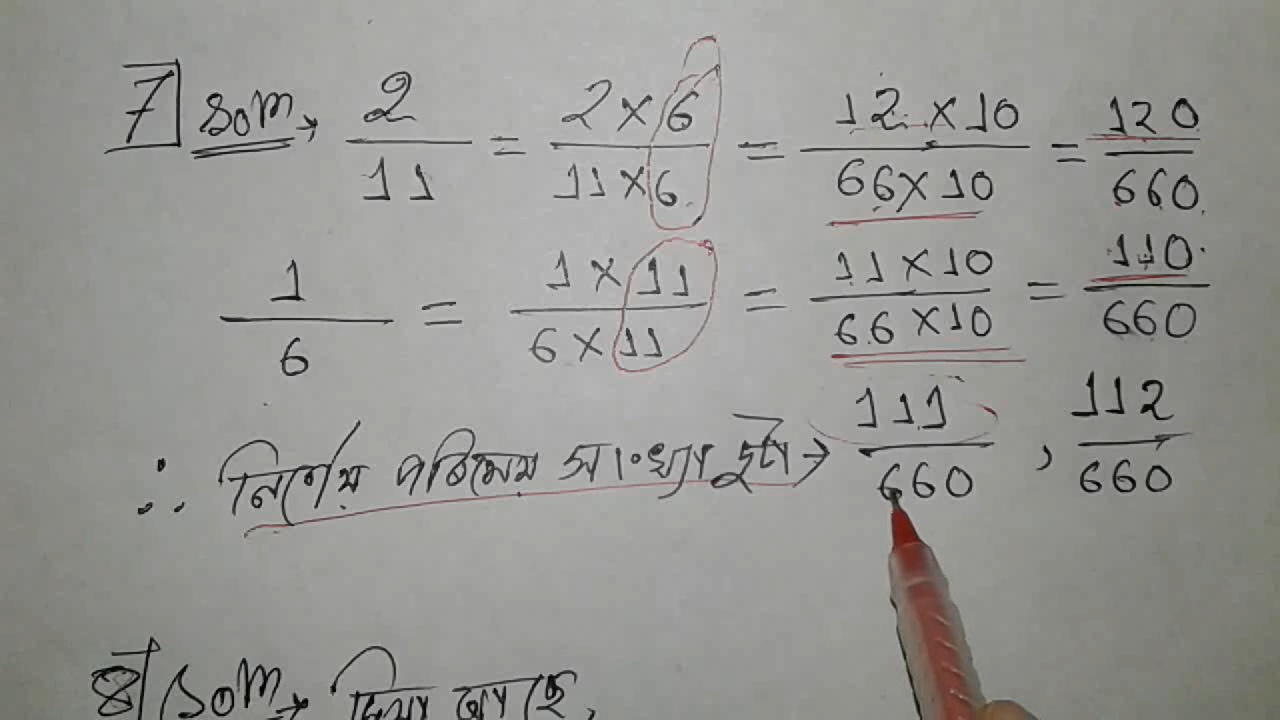 7 Soln → 2/11 = 2×6/11×6 = 12×10/66×10 = 120/660
1/6 = 1×11/6×11 = 11×10/66×10 = 110/660
∴ নির্ণেয় পরিমেয় সংখ্যা দুটো → 111/660 , 112/660
8 Soln → দিয়া আছে,